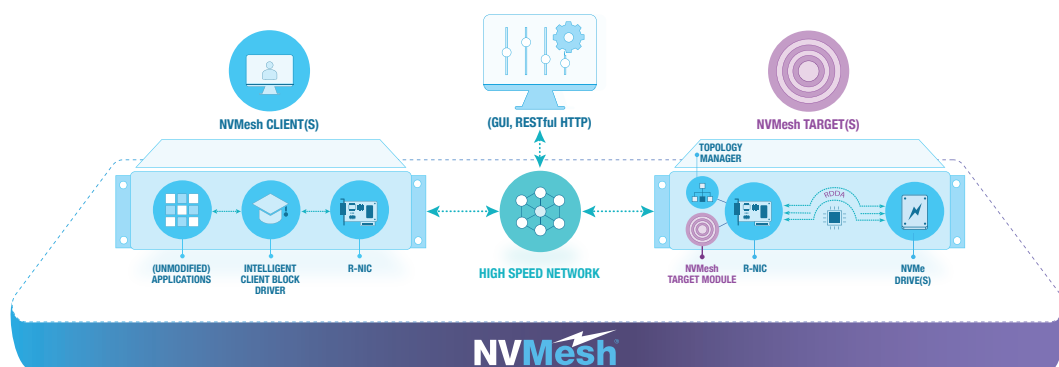 NVMesh CLIENT(S)
(GUI, RESTful HTTP)
NVMesh TARGET(S)
TOPOLOGY
MANAGER
RDDA
(UNMODIFIED)
APPLICATIONS
INTELLIGENT
CLIENT BLOCK
DRIVER
R-NIC
HIGH SPEED NETWORK
NVMesh
TARGET MODULE
R-NIC
NVMe
DRIVE(S)
NVMesh®